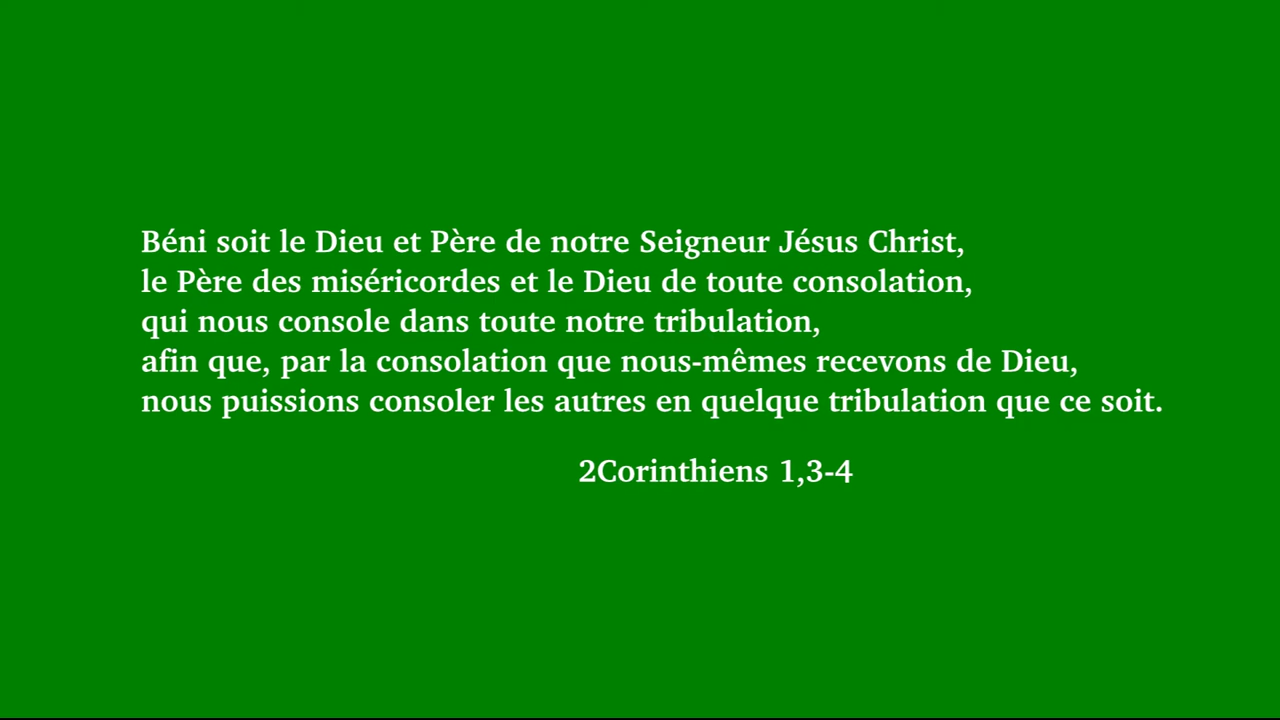 Béni soit le Dieu et Père de notre Seigneur Jésus Christ,
le Père des miséricordes et le Dieu de toute consolation,
qui nous console dans toute notre tribulation,
afin que, par la consolation que nous-mêmes recevons de Dieu,
nous puissions consoler les autres en quelque tribulation que ce soit.
2Corinthiens 1,3-4